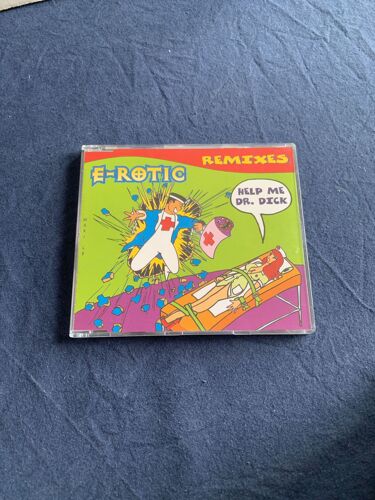 REMIXES
E-ROTIC
HELP ME
DR. DICK